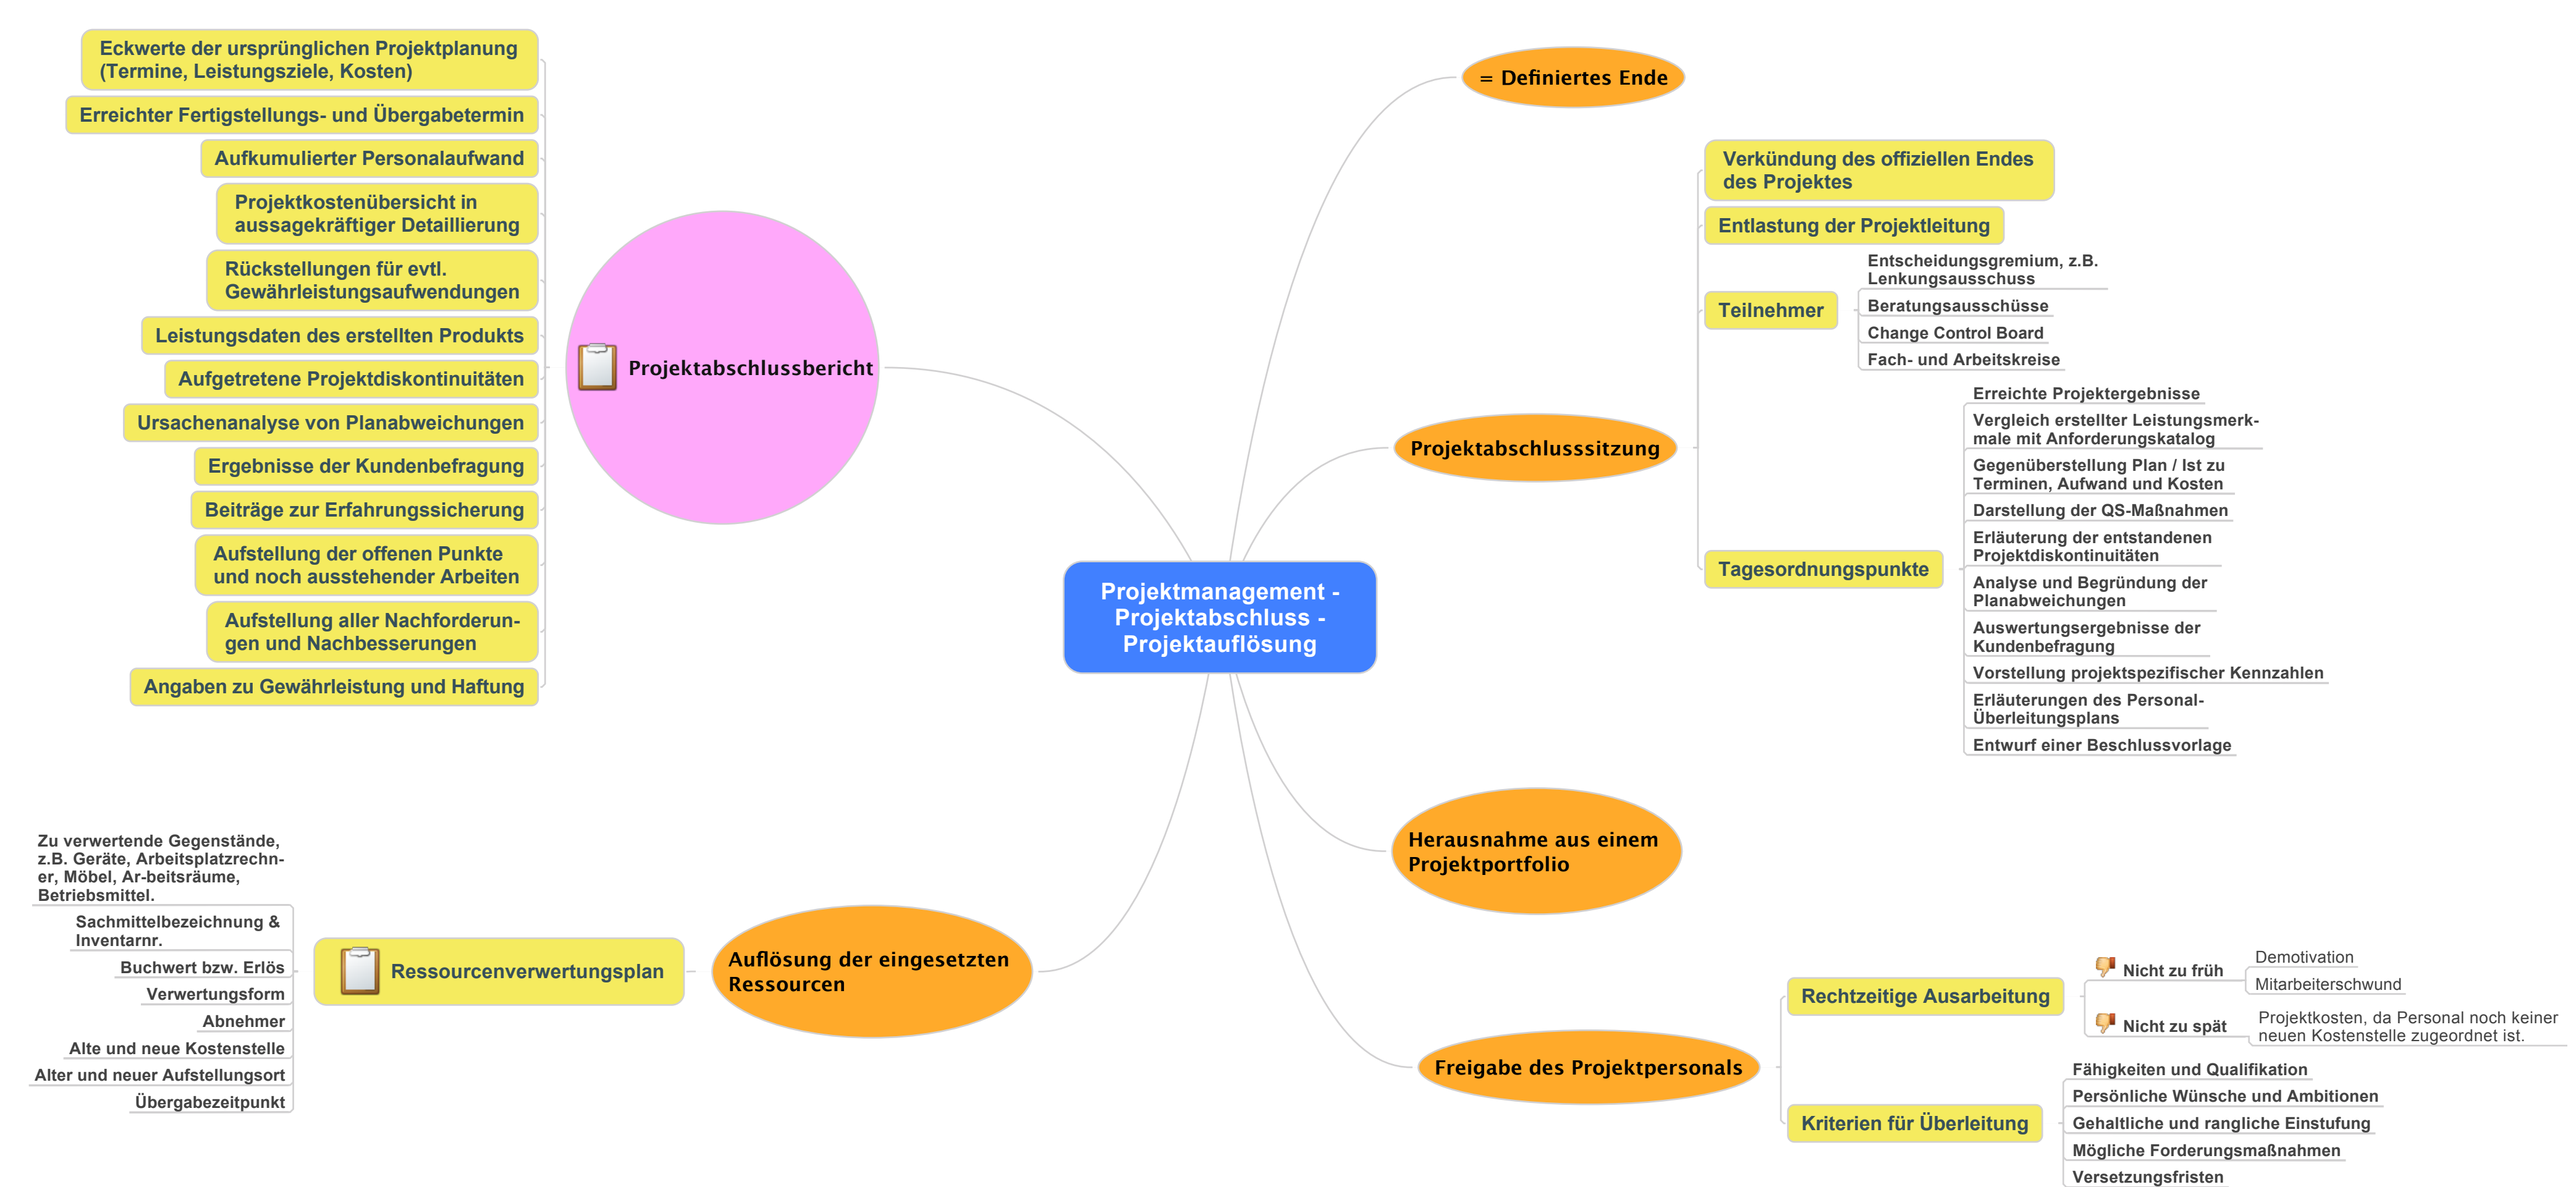 Projektmanagement -
Projektabschluss -
Projektauflösung
= Definiertes Ende
Projektabschlusssitzung
Verkündung des offiziellen Endes
des Projektes
Entlastung der Projektleitung
Teilnehmer
Entscheidungsgremium, z.B.
Lenkungsausschuss
Beratungsausschüsse
Change Control Board
Fach- und Arbeitskreise
Tagesordnungspunkte
Erreichte Projektergebnisse
Vergleich erstellter Leistungsmerk-
male mit Anforderungskatalog
Gegenüberstellung Plan / Ist zu
Terminen, Aufwand und Kosten
Darstellung der QS-Maßnahmen
Erläuterung der entstandenen
Projektdiskontinuitäten
Analyse und Begründung der
Planabweichungen
Auswertungsergebnisse der
Kundenbefragung
Vorstellung projektspezifischer Kennzahlen
Erläuterungen des Personal-
Überleitungsplans
Entwurf einer Beschlussvorlage
Herausnahme aus einem
Projektportfolio
Freigabe des Projektpersonals
Rechtzeitige Ausarbeitung
Nicht zu früh
Demotivation
Mitarbeiterschwund
Nicht zu spät
Projektkosten, da Personal noch keiner
neuen Kostenstelle zugeordnet ist.
Kriterien für Überleitung
Fähigkeiten und Qualifikation
Persönliche Wünsche und Ambitionen
Gehaltliche und rangliche Einstufung
Mögliche Forderungsmaßnahmen
Versetzungsfristen
Auflösung der eingesetzten
Ressourcen
Ressourcenverwertungsplan
Zu verwertende Gegenstände,
z.B. Geräte, Arbeitsplatzrechn-
er, Möbel, Ar-beitsräume,
Betriebsmittel.
Sachmittelbezeichnung &
Inventarnr.
Buchwert bzw. Erlös
Verwertungsform
Abnehmer
Alte und neue Kostenstelle
Alter und neuer Aufstellungsort
Übergabezeitpunkt
Projektabschlussbericht
Eckwerte der ursprünglichen Projektplanung
(Termine, Leistungsziele, Kosten)
Erreichter Fertigstellungs- und Übergabetermin
Aufkumulierter Personalaufwand
Projektkostenübersicht in
aussagekräftiger Detaillierung
Rückstellungen für evtl.
Gewährleistungsaufwendungen
Leistungsdaten des erstellten Produkts
Aufgetretene Projektdiskontinuitäten
Ursachenanalyse von Planabweichungen
Ergebnisse der Kundenbefragung
Beiträge zur Erfahrungssicherung
Aufstellung der offenen Punkte
und noch ausstehender Arbeiten
Aufstellung aller Nachforderun-
gen und Nachbesserungen
Angaben zu Gewährleistung und Haftung